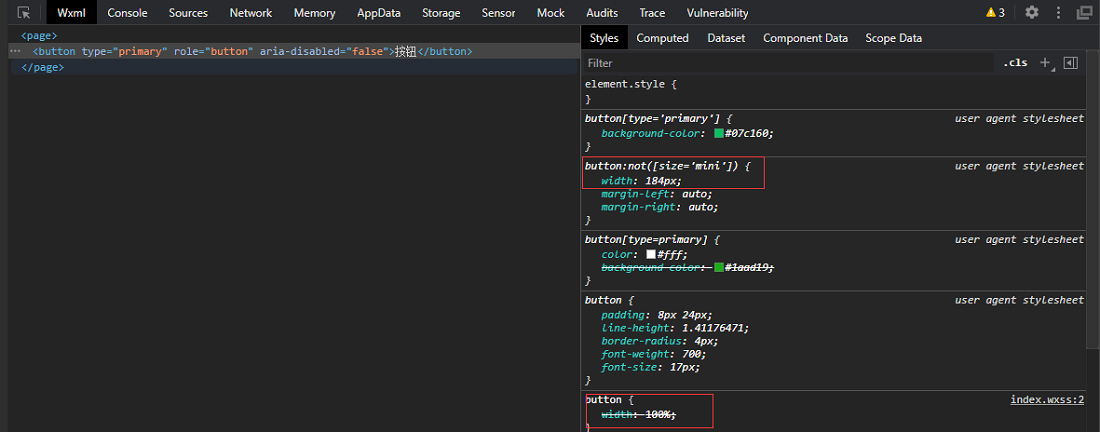 Wxml Console Sources Network Memory AppData Storage Sensor Mock Audits Trace Vulnerability 3
<page>
··· <button type="primary" role="button" aria-disabled="false">按钮</button>
</page>
Styles Computed Dataset Component Data Scope Data
Filter .cls +
element.style {
}
button[type='primary'] { user agent stylesheet
background-color: #07c160;
}
button:not([size='mini']) { user agent stylesheet
width: 184px;
margin-left: auto;
margin-right: auto;
}
button[type=primary] { user agent stylesheet
color: #fff;
background-color: #1aad19;
}
button { user agent stylesheet
padding: 8px 24px;
line-height: 1.41176471;
border-radius: 4px;
font-weight: 700;
font-size: 17px;
}
button { index.wxss:2
width: 100%;
}